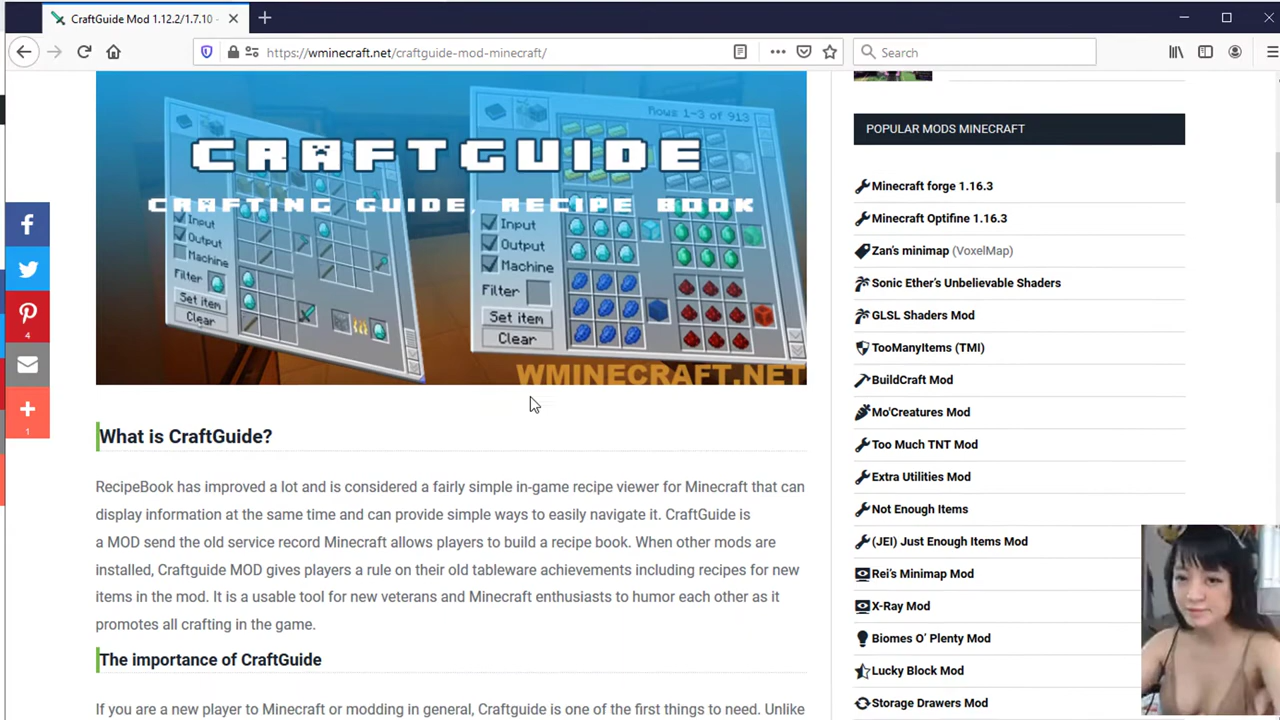 CraftGuide Mod 1.12.2/1.7.10 -
https://wminecraft.net/craftguide-mod-minecraft/
Search
Rows 1-3 of 913
CRAFTGUIDE
CRAFTING GUIDE, RECIPE BOOK
Input
Output
Machine
Filter
Set item
Clear
Input
Output
Machine
Filter
Set item
Clear
WMINECRAFT.NET
4
1
What is CraftGuide?
RecipeBook has improved a lot and is considered a fairly simple in-game recipe viewer for Minecraft that can
display information at the same time and can provide simple ways to easily navigate it. CraftGuide is
a MOD send the old service record Minecraft allows players to build a recipe book. When other mods are
installed, Craftguide MOD gives players a rule on their old tableware achievements including recipes for new
items in the mod. It is a usable tool for new veterans and Minecraft enthusiasts to humor each other as it
promotes all crafting in the game.
The importance of CraftGuide
If you are a new player to Minecraft or modding in general, Craftguide is one of the first things to need. Unlike
POPULAR MODS MINECRAFT
Minecraft forge 1.16.3
Minecraft Optifine 1.16.3
Zan's minimap (VoxelMap)
Sonic Ether's Unbelievable Shaders
GLSL Shaders Mod
TooManyItems (TMI)
BuildCraft Mod
Mo'Creatures Mod
Too Much TNT Mod
Extra Utilities Mod
Not Enough Items
(JEI) Just Enough Items Mod
Rei's Minimap Mod
X-Ray Mod
Biomes O' Plenty Mod
Lucky Block Mod
Storage Drawers Mod